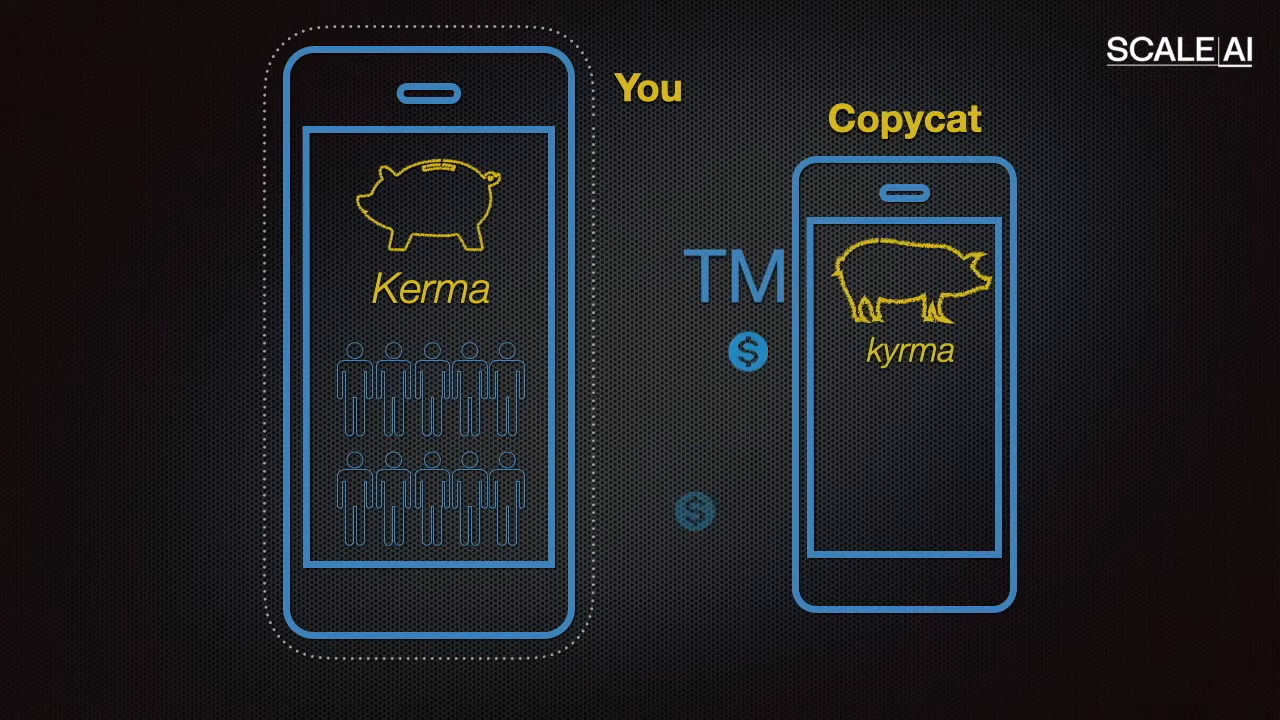 SCALE|AI
You
Copycat
Kerma
TM
$
kyrma
$